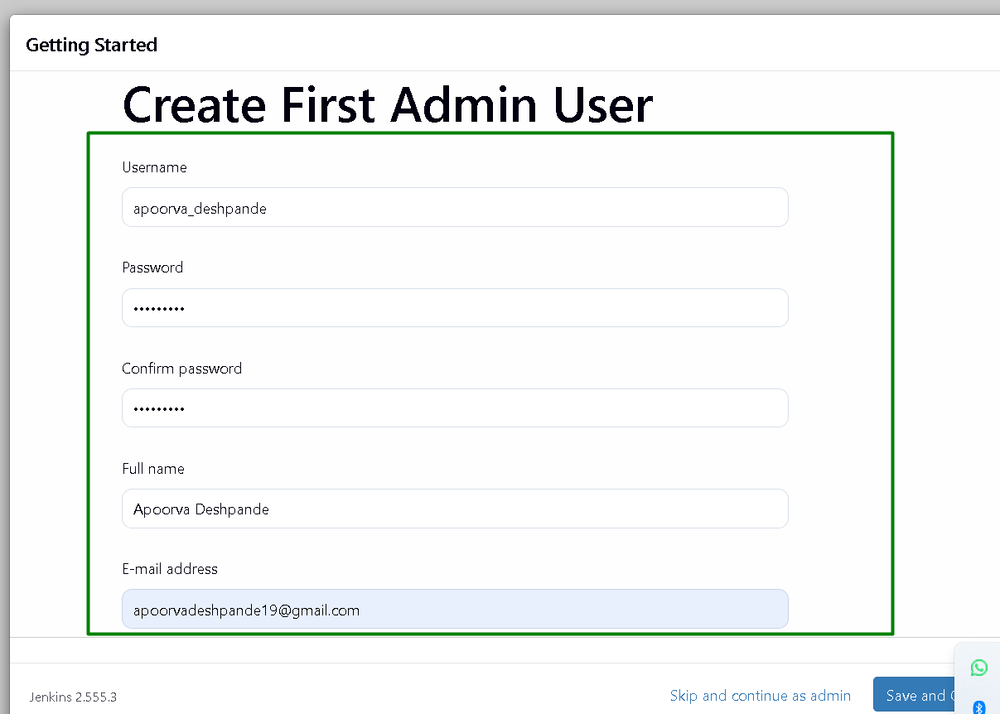 Getting Started
Create First Admin User
Username
apoorva_deshpande
Password
•••••••••
Confirm password
•••••••••
Full name
Apoorva Deshpande
E-mail address
apoorvadeshpande19@gmail.com
Jenkins 2.555.3
Skip and continue as admin
Save and